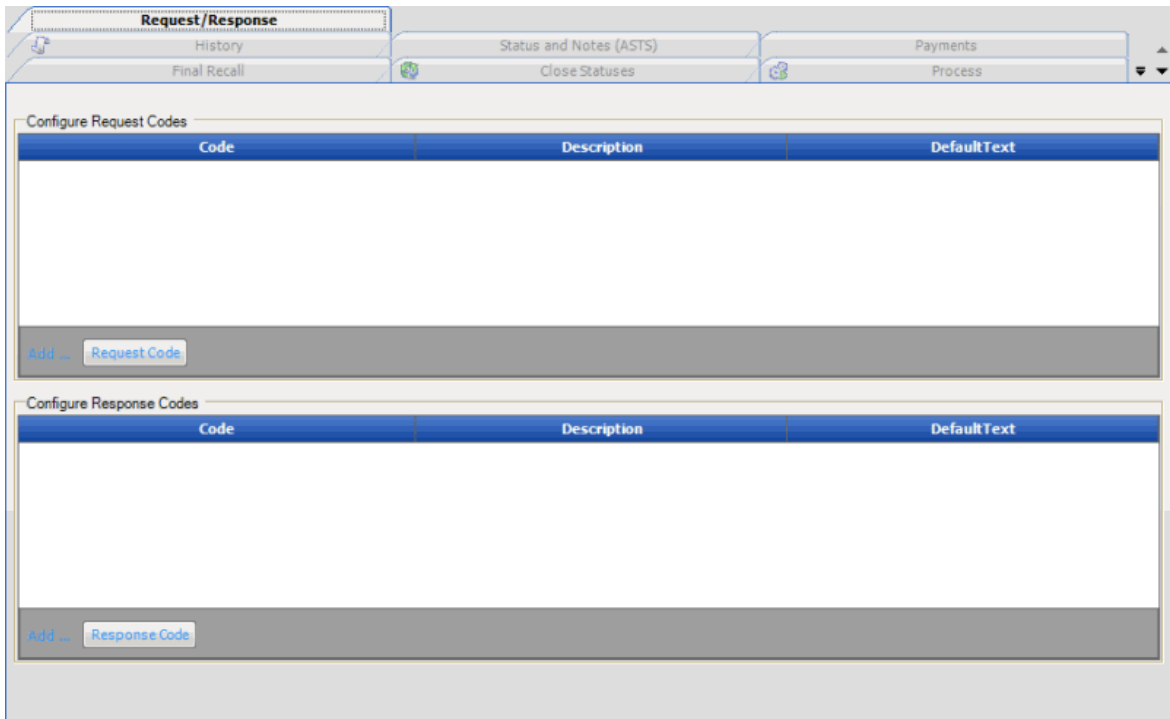 Request/Response
History Status and Notes (ASTS) Payments
Final Recall Close Statuses Process
Configure Request Codes
Code Description DefaultText
Add ... Request Code
Configure Response Codes
Code Description DefaultText
Add ... Response Code